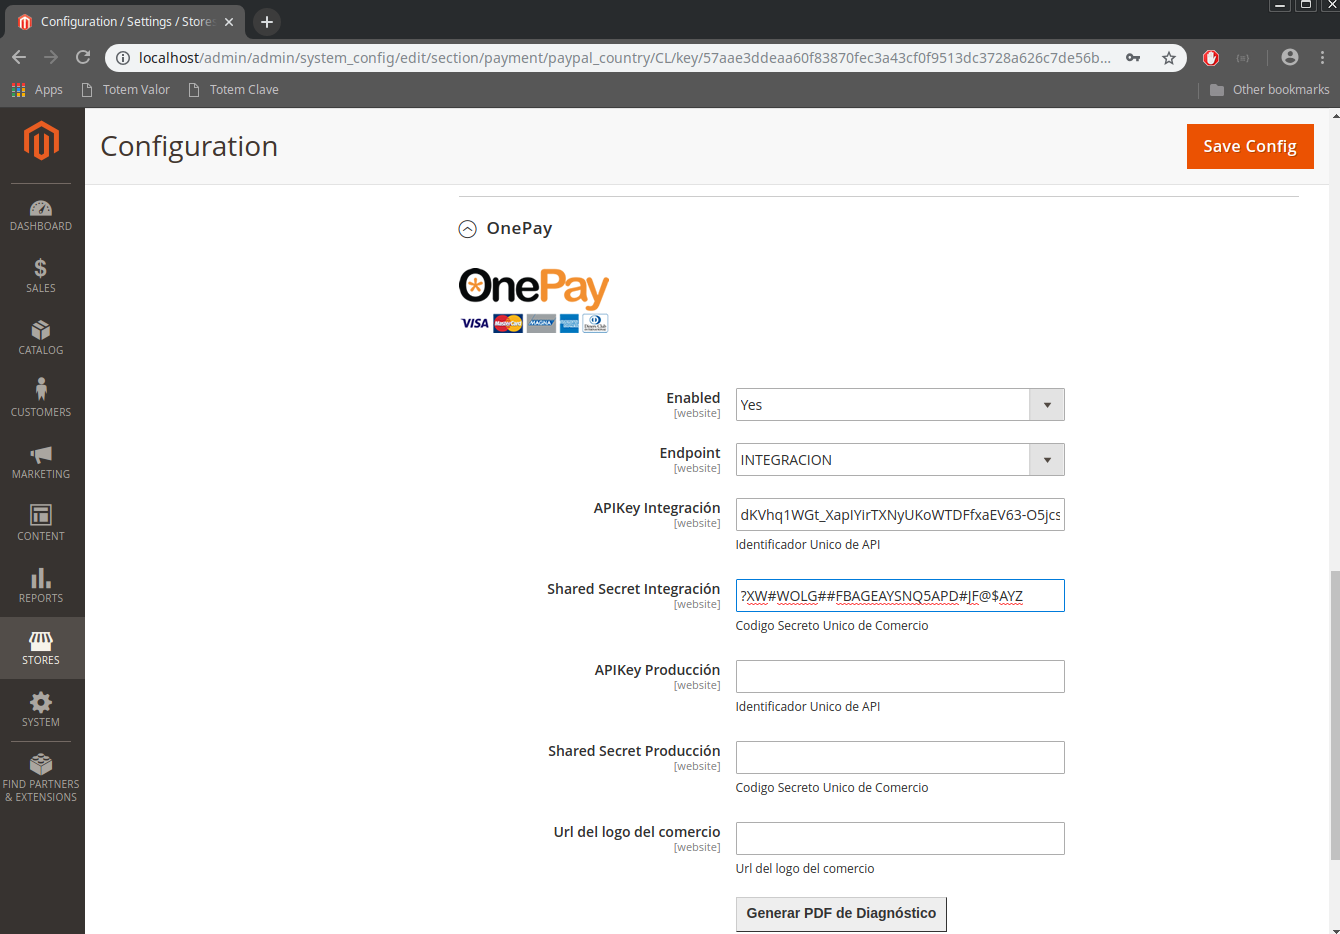 Configuration / Settings / Store
localhost/admin/admin/system_config/edit/section/payment/paypal_country/CL/key/57aae3ddeaa60f83870fec3a43cf0f9513dc3728a626c7de56b...
Apps
Totem Valor
Totem Clave
Other bookmarks
Configuration
Save Config
DASHBOARD
SALES
CATALOG
CUSTOMERS
MARKETING
CONTENT
REPORTS
STORES
SYSTEM
FIND PARTNERS
& EXTENSIONS
OnePay
OnePay
VISA MasterCard MAGNA
Enabled
[website]
Yes
Endpoint
[website]
INTEGRACION
APIKey Integración
[website]
dKVhq1WGt_XapIYirTXNyUKoWTDFfxaEV63-O5jcs
Identificador Unico de API
Shared Secret Integración
[website]
?XW#WOLG##FBAGEAYSNQ5APD#JF@$AYZ
Codigo Secreto Unico de Comercio
APIKey Producción
[website]
Identificador Unico de API
Shared Secret Producción
[website]
Codigo Secreto Unico de Comercio
Url del logo del comercio
[website]
Url del logo del comercio
Generar PDF de Diagnóstico